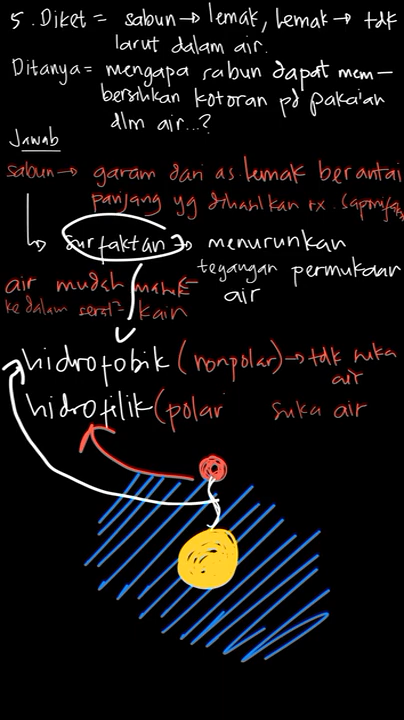 5. Diket = sabun → lemak, lemak → tdk
larut dalam air.
Ditanya = mengapa sabun dapat mem-
bersihkan kotoran pd pakaian
dlm air...?
Jawab
sabun → garam dari as. lemak berantai
panjang yg dihasilkan rx. saponifikasi
surfaktan → menurunkan
tegangan permukaan
air
air mudah masuk
ke dalam serat² kain
hidrofobik (nonpolar) → tdk suka
air
hidrofilik (polar suka air